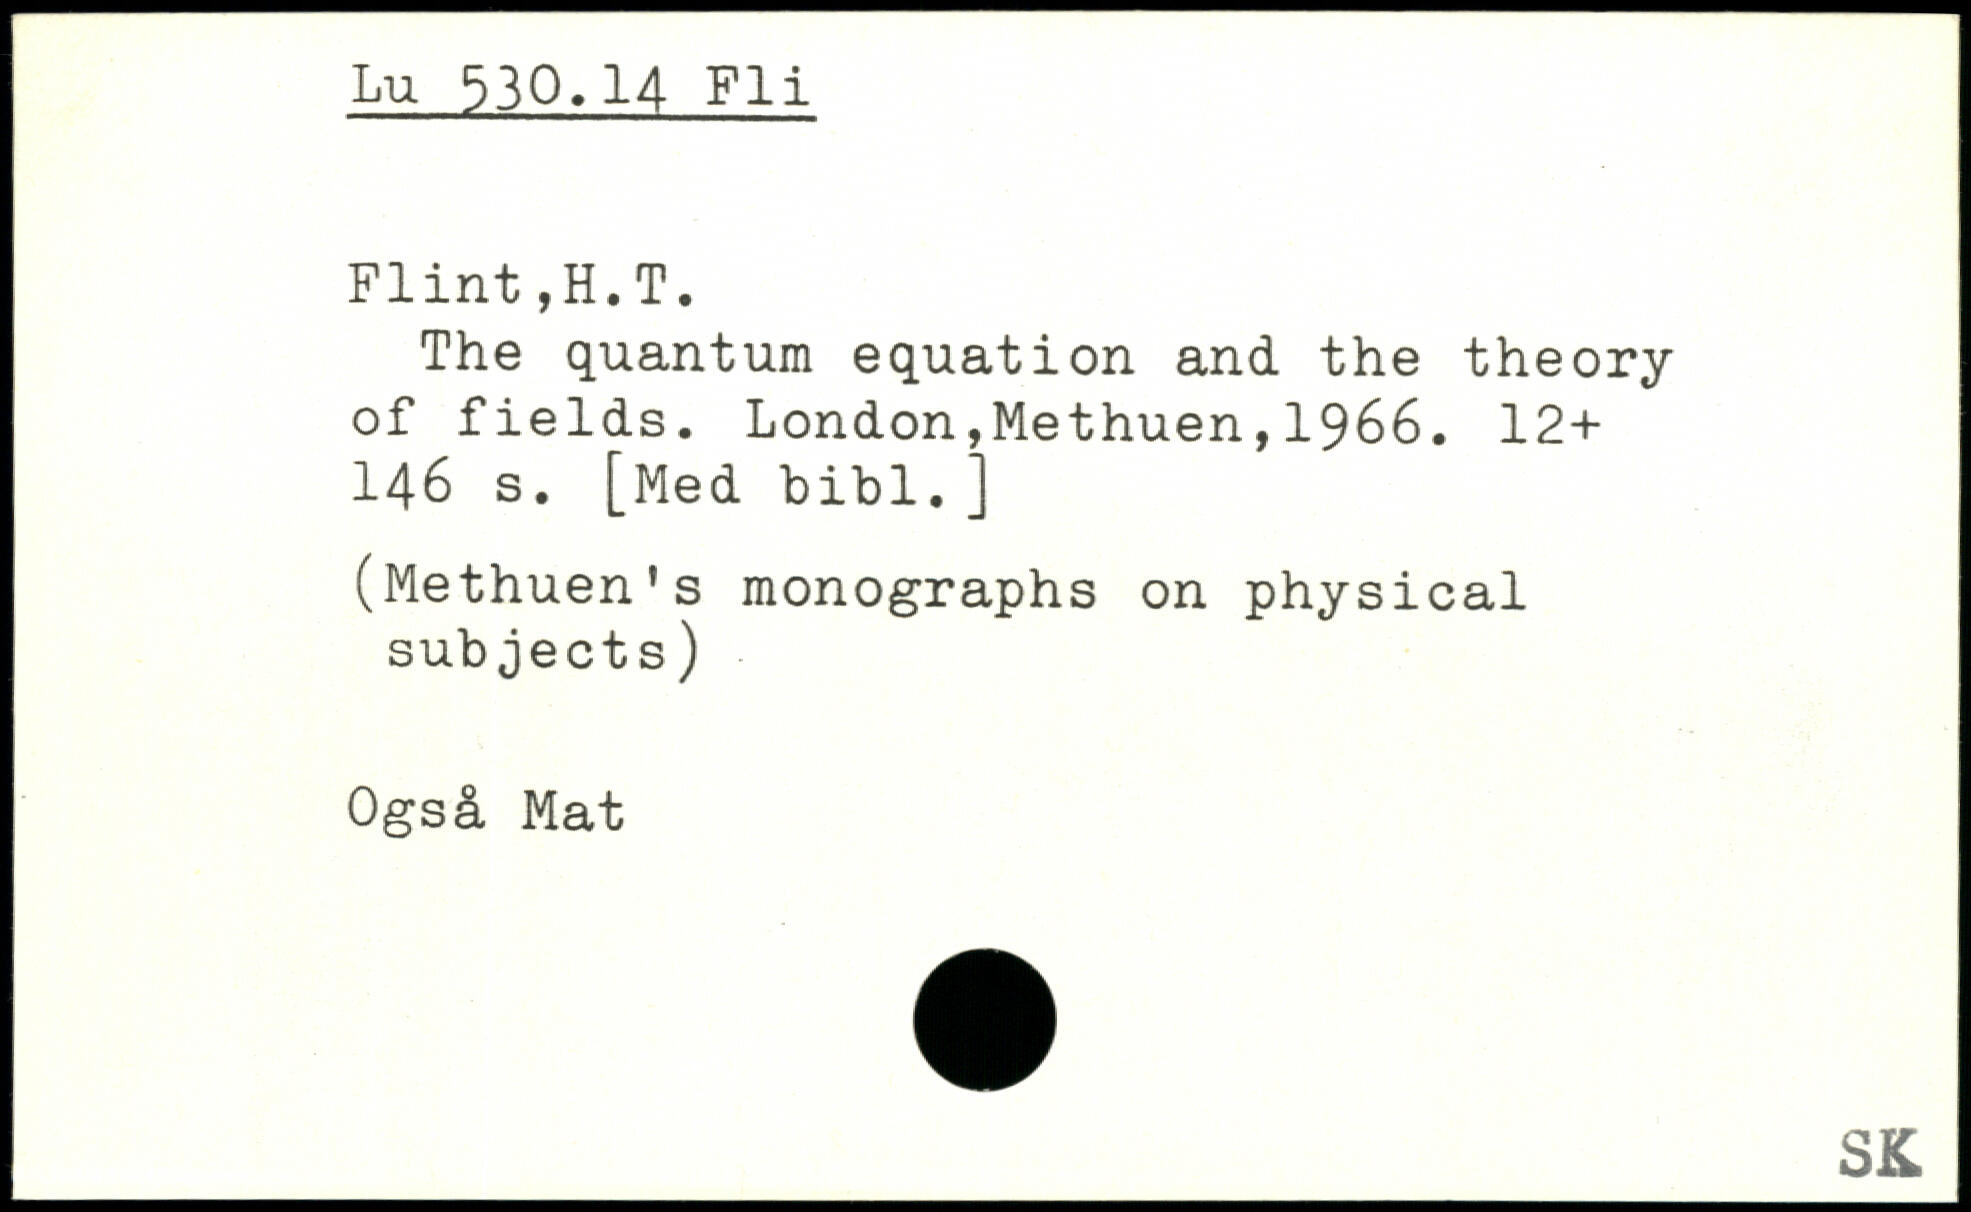 Lu 530.14 Fli
Flint,H.T.
The quantum equation and the theory
of fields. London,Methuen,1966. 12+
146 s. [Med bibl.]
(Methuen's monographs on physical
subjects)
Også Mat
SK